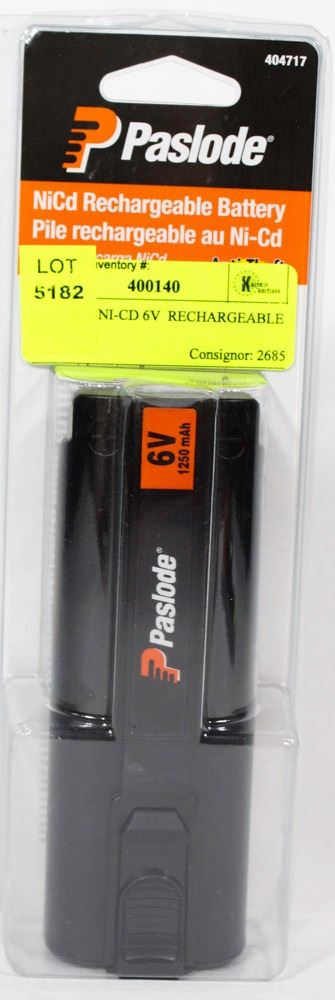 404717
Paslode®
NiCd Rechargeable Battery
Pile rechargeable au Ni-Cd
LOT
5182
Inventory #:
400140
NI-CD 6V RECHARGEABLE
Consignor: 2685
6V
1250 mAh
Paslode®